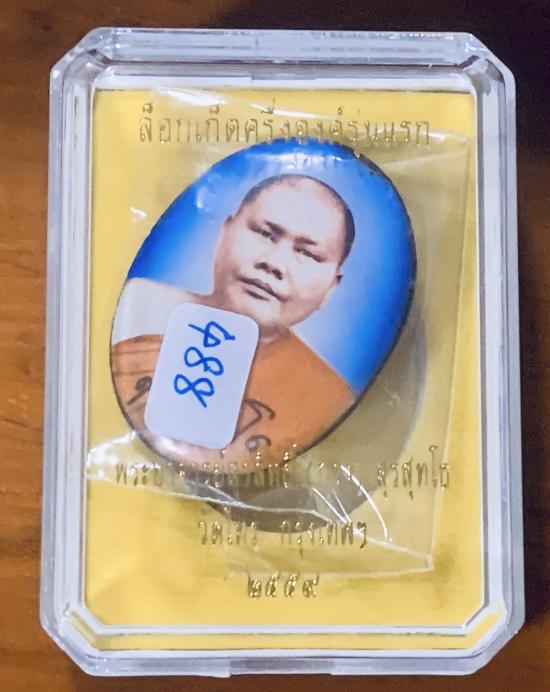 ล็อกเก็ตครึ่งองค์รุ่นแรก
488
สุรสุทโธ
กรุงเทพฯ
๒๕๕๙